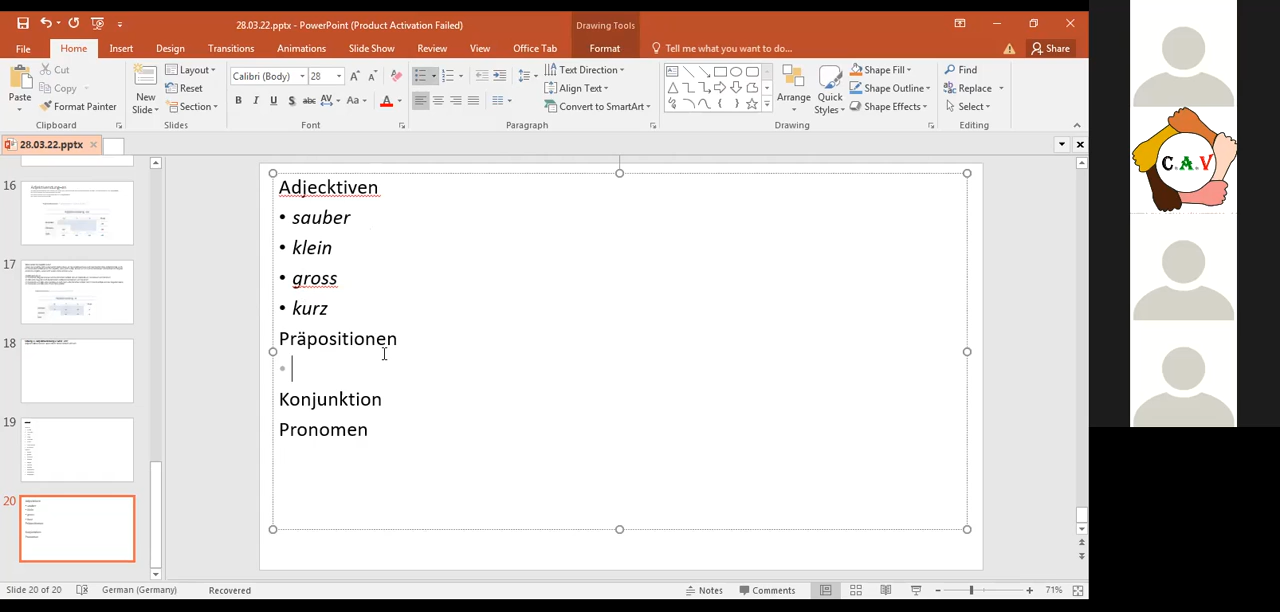 28.03.22.pptx - PowerPoint (Product Activation Failed)
Drawing Tools
File Home Insert Design Transitions Animations Slide Show Review View Office Tab Format Tell me what you want to do... Share
Paste
Cut
Copy
Format Painter
Clipboard
New Slide
Layout
Reset
Section
Slides
Calibri (Body) 28
B I U S abc AV Aa A
Font
Text Direction
Align Text
Convert to SmartArt
Paragraph
Arrange
Quick Styles
Shape Fill
Shape Outline
Shape Effects
Drawing
Find
Replace
Select
Editing
28.03.22.pptx
16
17
18
19
20
Adjecktiven
• sauber
• klein
• gross
• kurz
Präpositionen
•
Konjunktion
Pronomen
C.A.V
Slide 20 of 20 German (Germany) Recovered Notes Comments 71%